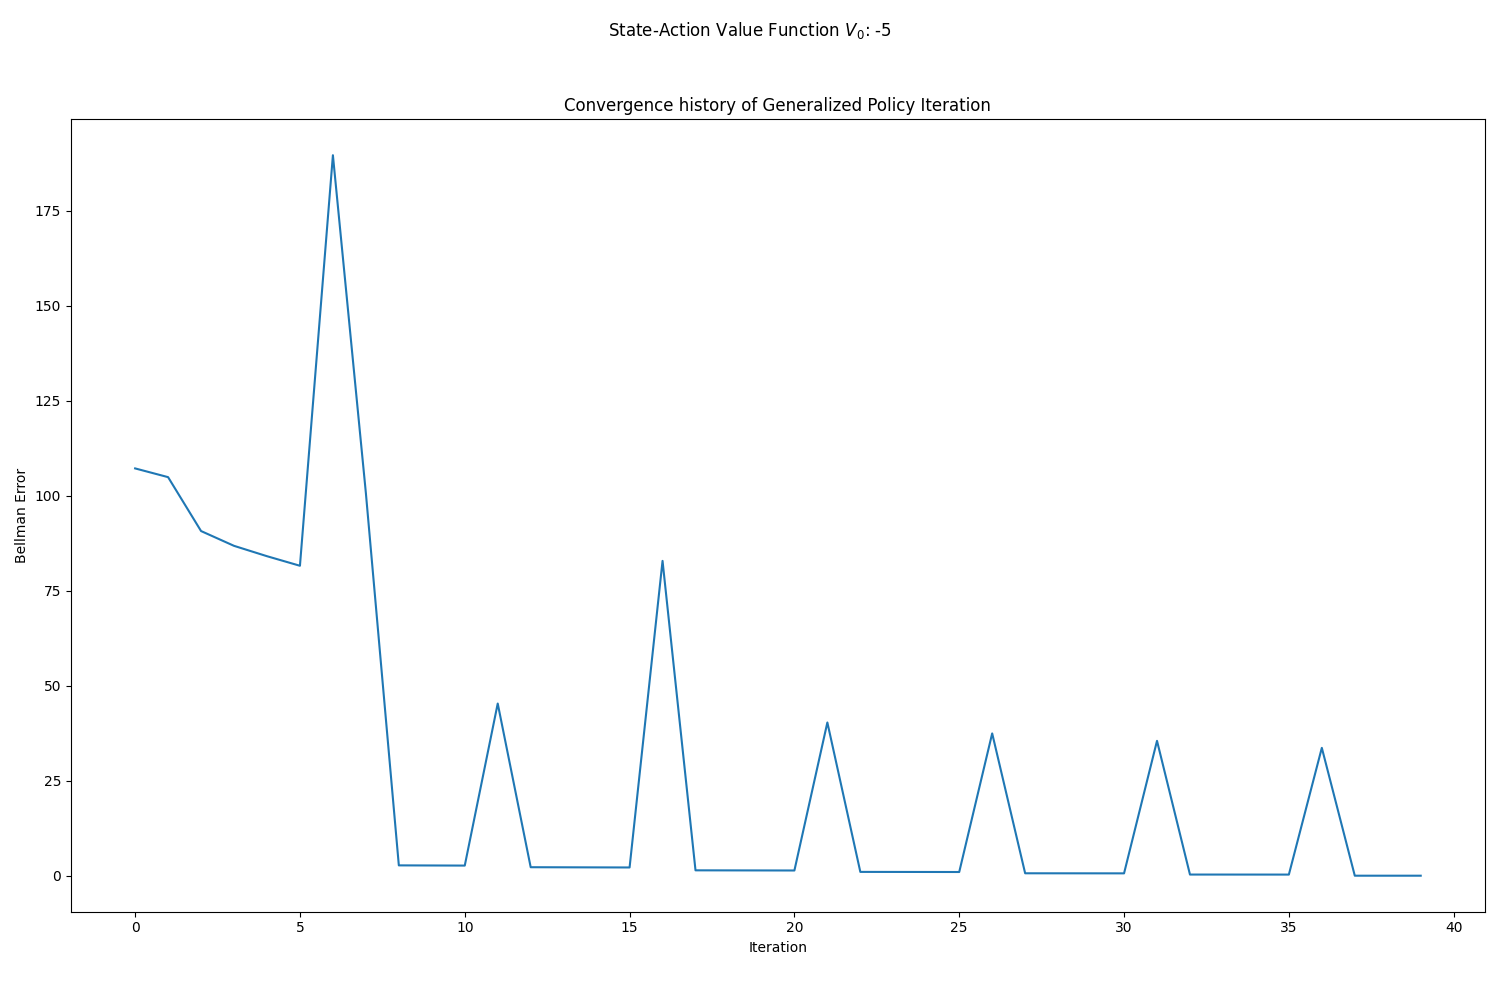 State-Action Value Function $V_0$: -5
Convergence history of Generalized Policy Iteration
175
150
125
100
75
50
25
0
Bellman Error
0 5 10 15 20 25 30 35 40
Iteration